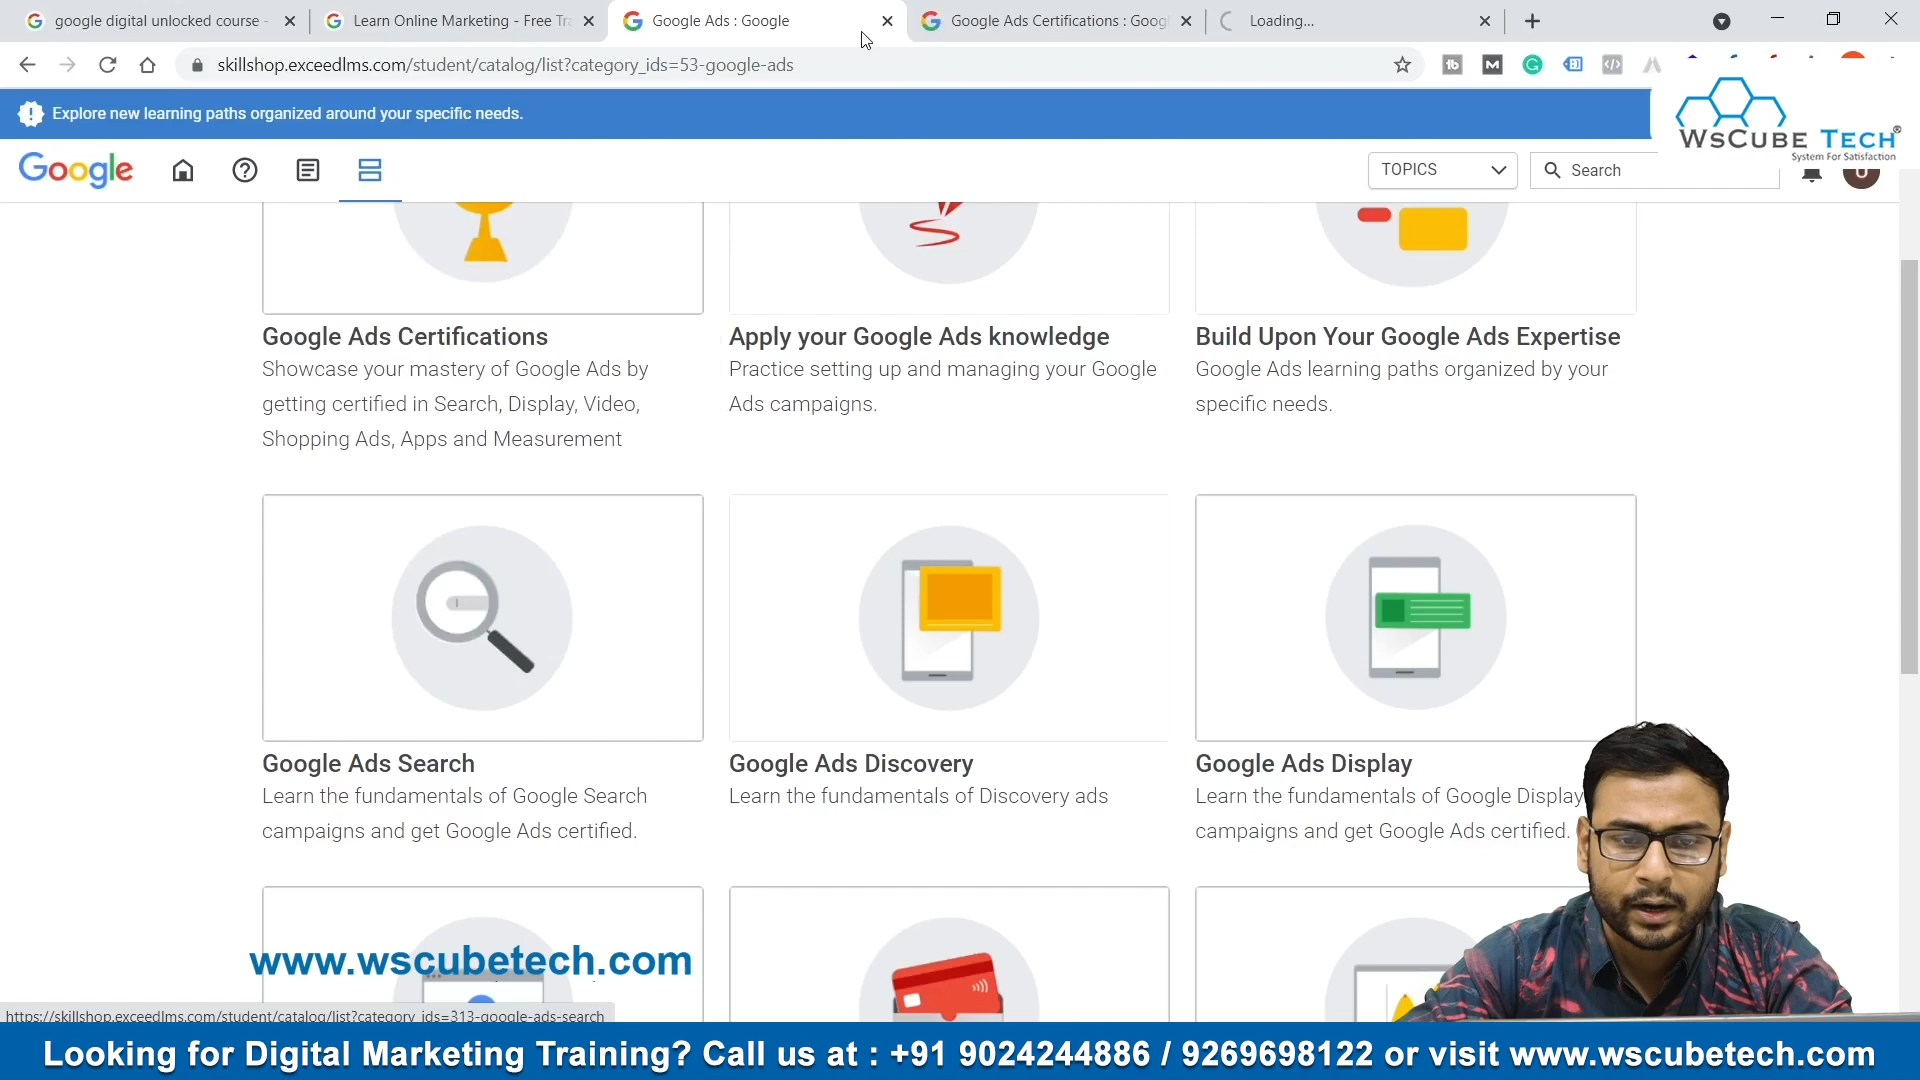 google digital unlocked course -
Learn Online Marketing - Free Tra
Google Ads : Google
Google Ads Certifications : Goog
Loading...
skillshop.exceedlms.com/student/catalog/list?category_ids=53-google-ads
Explore new learning paths organized around your specific needs.
WsCube Tech®
System For Satisfaction
Google
TOPICS
Search
Google Ads Certifications
Showcase your mastery of Google Ads by
getting certified in Search, Display, Video,
Shopping Ads, Apps and Measurement
Apply your Google Ads knowledge
Practice setting up and managing your Google
Ads campaigns.
Build Upon Your Google Ads Expertise
Google Ads learning paths organized by your
specific needs.
Google Ads Search
Learn the fundamentals of Google Search
campaigns and get Google Ads certified.
Google Ads Discovery
Learn the fundamentals of Discovery ads
Google Ads Display
Learn the fundamentals of Google Display
campaigns and get Google Ads certified.
www.wscubetech.com
https://skillshop.exceedlms.com/student/catalog/list?category_ids=313-google-ads-search
Looking for Digital Marketing Training? Call us at : +91 9024244886 / 9269698122 or visit www.wscubetech.com